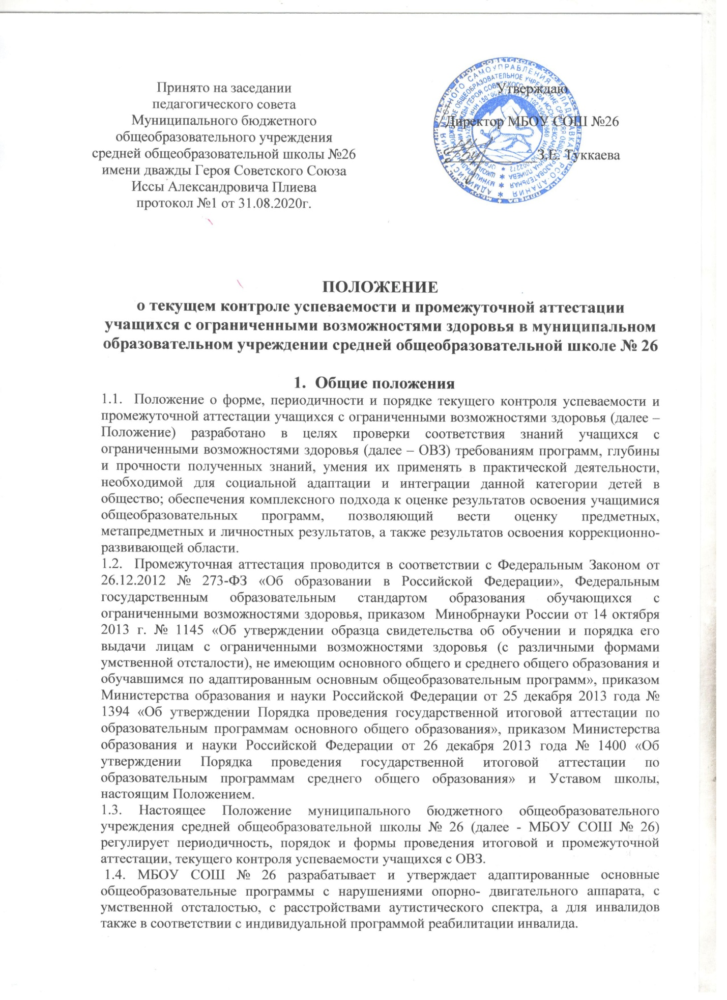 Принято на заседании
педагогического совета
Муниципального бюджетного
общеобразовательного учреждения
средней общеобразовательной школы №26
имени дважды Героя Советского Союза
Иссы Александровича Плиева
протокол №1 от 31.08.2020г.
Утверждаю
Директор МБОУ СОШ №26
З.Е. Туккаева
ПОЛОЖЕНИЕ
о текущем контроле успеваемости и промежуточной аттестации
учащихся с ограниченными возможностями здоровья в муниципальном
образовательном учреждении средней общеобразовательной школе № 26
1. Общие положения
1.1. Положение о форме, периодичности и порядке текущего контроля успеваемости и
промежуточной аттестации учащихся с ограниченными возможностями здоровья (далее –
Положение) разработано в целях проверки соответствия знаний учащихся с
ограниченными возможностями здоровья (далее – ОВЗ) требованиям программ, глубины
и прочности полученных знаний, умения их применять в практической деятельности,
необходимой для социальной адаптации и интеграции данной категории детей в
общество; обеспечения комплексного подхода к оценке результатов освоения учащимися
общеобразовательных программ, позволяющий вести оценку предметных,
метапредметных и личностных результатов, а также результатов освоения коррекционно-
развивающей области.
1.2. Промежуточная аттестация проводится в соответствии с Федеральным Законом от
26.12.2012 № 273-ФЗ «Об образовании в Российской Федерации», Федеральным
государственным образовательным стандартом образования обучающихся с
ограниченными возможностями здоровья, приказом Минобрнауки России от 14 октября
2013 г. № 1145 «Об утверждении образца свидетельства об обучении и порядка его
выдачи лицам с ограниченными возможностями здоровья (с различными формами
умственной отсталости), не имеющим основного общего и среднего общего образования и
обучавшимся по адаптированным основным общеобразовательным программ», приказом
Министерства образования и науки Российской Федерации от 25 декабря 2013 года №
1394 «Об утверждении Порядка проведения государственной итоговой аттестации по
образовательным программам основного общего образования», приказом Министерства
образования и науки Российской Федерации от 26 декабря 2013 года № 1400 «Об
утверждении Порядка проведения государственной итоговой аттестации по
образовательным программам среднего общего образования» и Уставом школы,
настоящим Положением.
1.3. Настоящее Положение муниципального бюджетного общеобразовательного
учреждения средней общеобразовательной школы № 26 (далее - МБОУ СОШ № 26)
регулирует периодичность, порядок и формы проведения итоговой и промежуточной
аттестации, текущего контроля успеваемости учащихся с ОВЗ.
1.4. МБОУ СОШ № 26 разрабатывает и утверждает адаптированные основные
общеобразовательные программы с нарушениями опорно- двигательного аппарата, с
умственной отсталостью, с расстройствами аутистического спектра, а для инвалидов
также в соответствии с индивидуальной программой реабилитации инвалида.